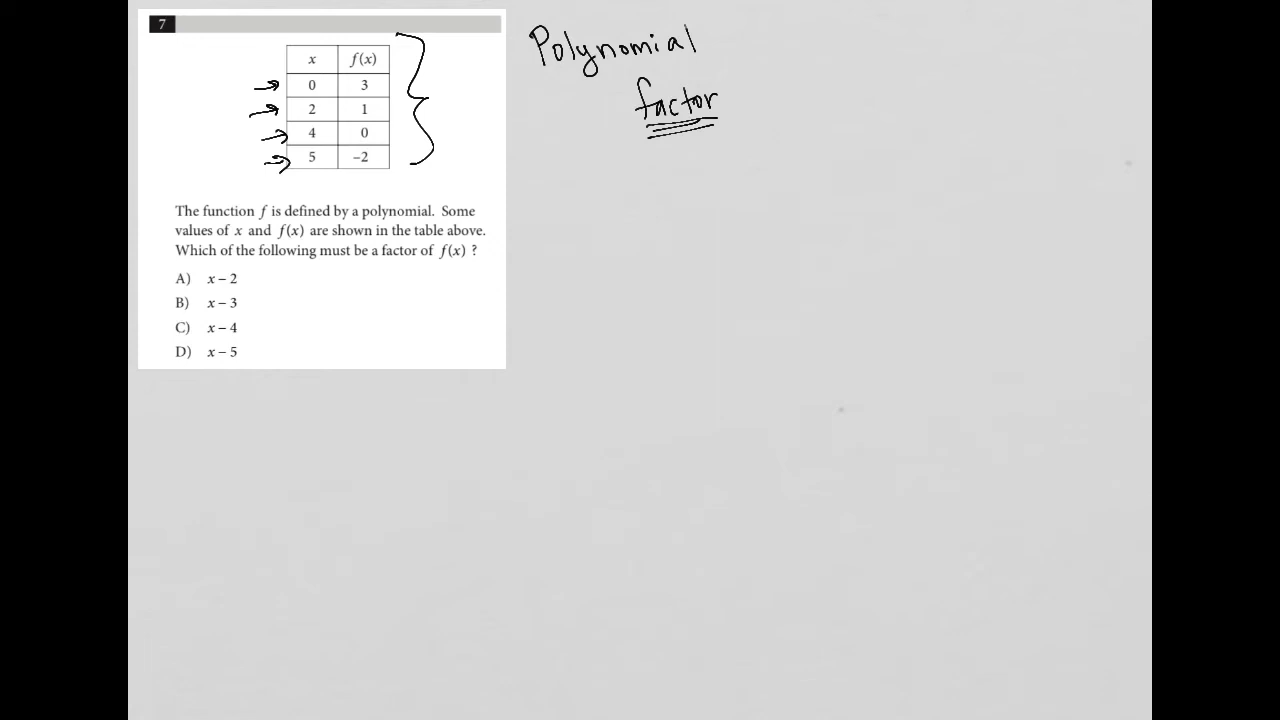 7
x f(x)
0 3
2 1
4 0
5 −2
The function f is defined by a polynomial. Some
values of x and f(x) are shown in the table above.
Which of the following must be a factor of f(x) ?
A) x − 2
B) x − 3
C) x − 4
D) x − 5
Polynomial
factor